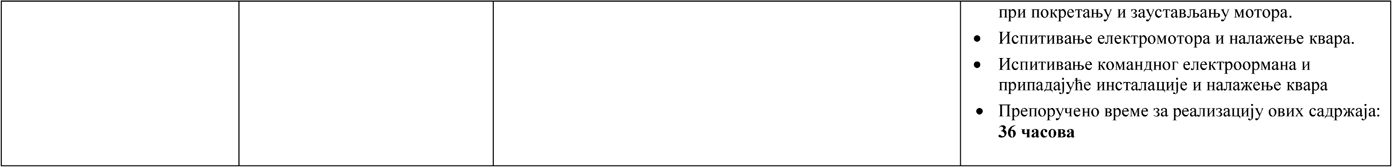 при покретању и заустављању мотора.
• Испитивање електромотора и налажење квара.
• Испитивање командног електроормана и
припадајуће инсталације и налажење квара
• Препоручено време за реализацију ових садржаја:
36 часова